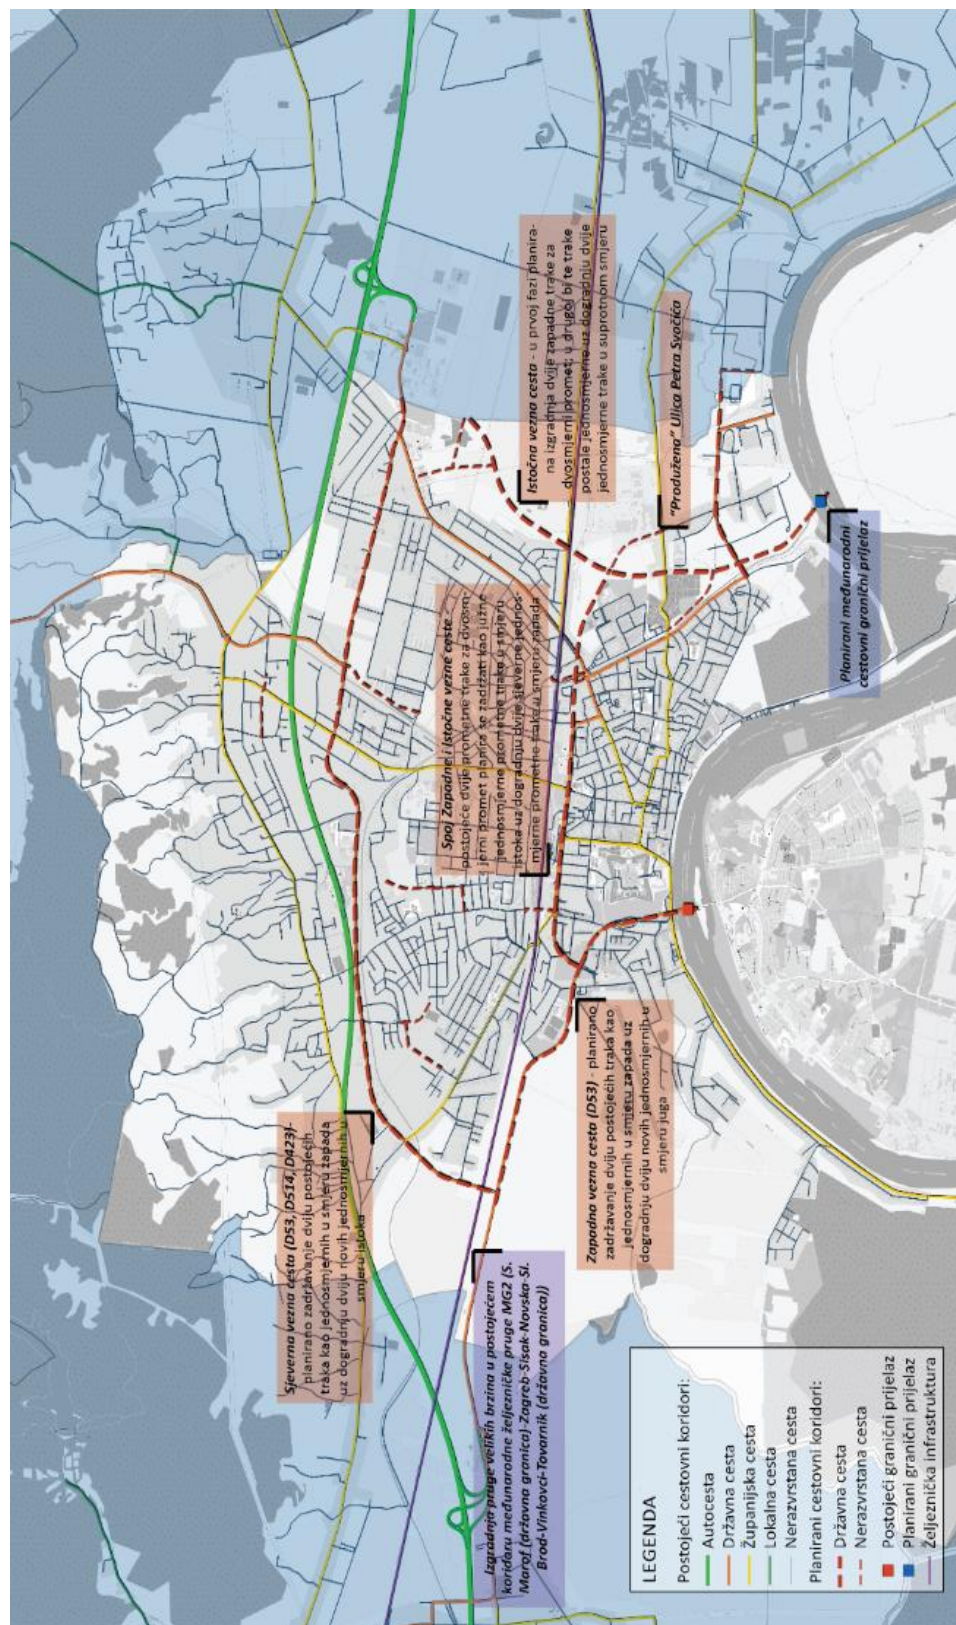 Sjeverna vezna cesta (D53, D514, D423)-
planirano zadržavanje dviju postojećih
traka kao jednosmjernih u smjeru zapada
uz dogradnju dviju novih jednosmjernih u
smjeru istoka
Spoj Zapadne i Istočne vezne ceste -
postojeće dvije prometne trake za dvosm-
jerni promet planira se zadržati kao južne
jednosmjerne prometne trake u smjeru
istoka uz dogradnju dvije sjeverne jednos-
mjerne prometne trake u smjeru zapada
Istočna vezna cesta - u prvoj fazi planira-
na izgradnja dvije zapadne trake za
dvosmjerni promet; u drugoj bi te trake
postale jednosmjerne uz dogradnju dvije
jednosmjerne trake u suprotnom smjeru
"Produžena" Ulica Petra Svočića
Planirani međunarodni
cestovni granični prijelaz
Zapadna vezna cesta (D53) - planirano
zadržavanje dviju postojećih traka kao
jednosmjernih u smjeru zapada uz
dogradnju dviju novih jednosmjernih u
smjeru juga
Izgradnja pruge velikih brzina u postojećem
koridoru međunarodne željezničke pruge MG2 (S.
Marof (državna granica)-Zagreb-Sisak-Novska-Sl.
Brod-Vinkovci-Tovarnik (državna granica))
LEGENDA
Postojeći cestovni koridori:
Autocesta
Državna cesta
Županijska cesta
Lokalna cesta
Nerazvrstana cesta
Planirani cestovni koridori:
Državna cesta
Nerazvrstana cesta
Postojeći granični prijelaz
Planirani granični prijelaz
Željeznička infrastruktura